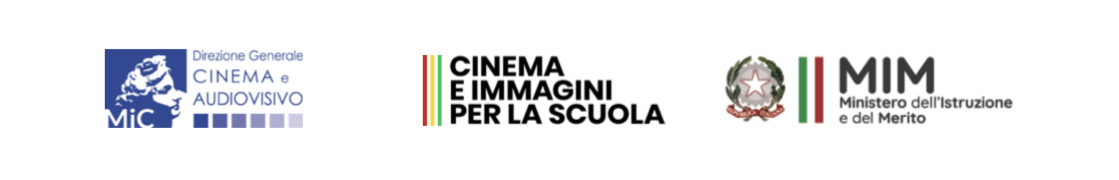 Direzione Generale
CINEMA e
AUDIOVISIVO
MiC
CINEMA
E IMMAGINI
PER LA SCUOLA
MIM
Ministero dell'Istruzione
e del Merito